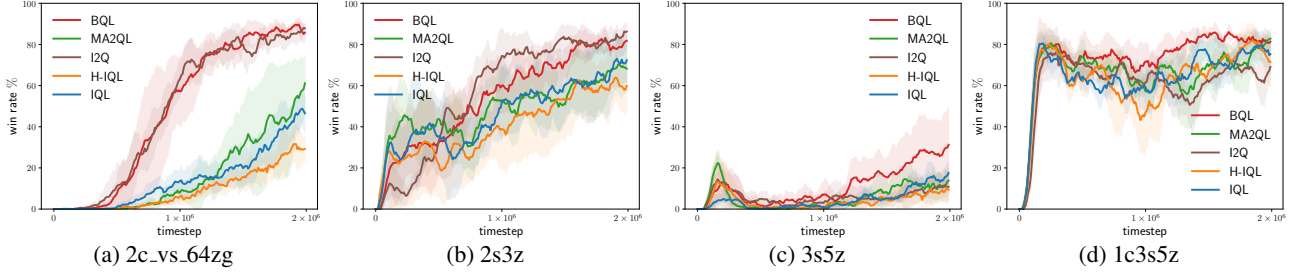 100
80
60
40
20
0
win rate %
BQL
MA2QL
I2Q
H-IQL
IQL
0
1 × 10⁶
2 × 10⁶
timestep
(a) 2c_vs_64zg
100
80
60
40
20
0
win rate %
BQL
MA2QL
I2Q
H-IQL
IQL
0
1 × 10⁶
2 × 10⁶
timestep
(b) 2s3z
100
80
60
40
20
0
win rate %
BQL
MA2QL
I2Q
H-IQL
IQL
0
1 × 10⁶
2 × 10⁶
timestep
(c) 3s5z
100
80
60
40
20
0
win rate %
BQL
MA2QL
I2Q
H-IQL
IQL
0
1 × 10⁶
2 × 10⁶
timestep
(d) 1c3s5z